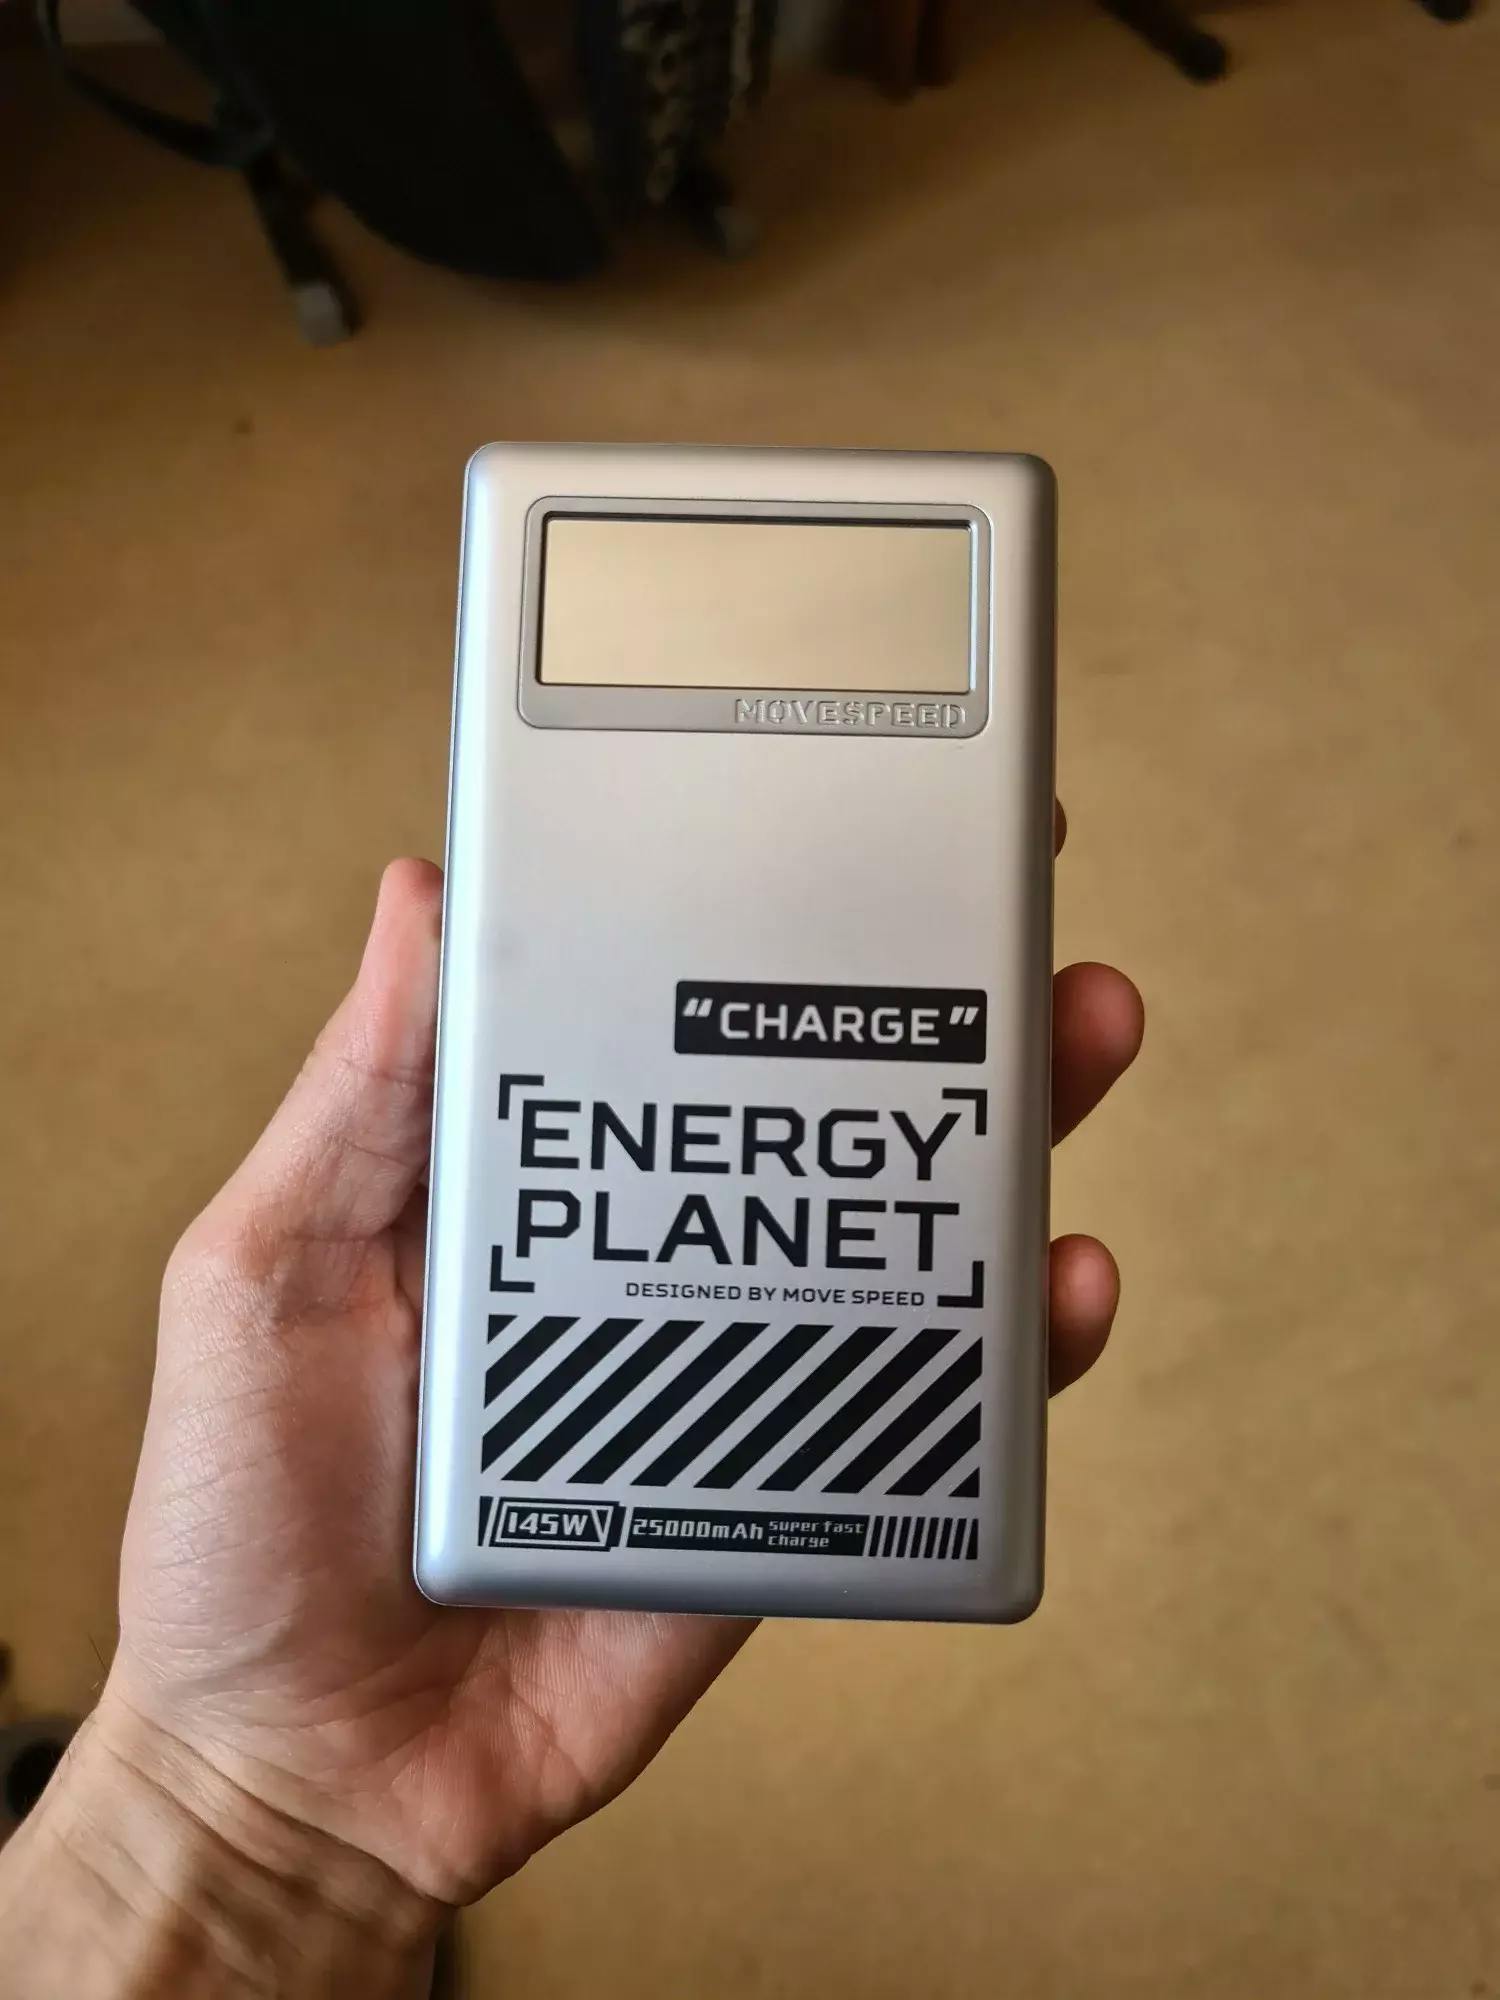 MOVESPEED
“CHARGE”
ENERGY
PLANET
DESIGNED BY MOVE SPEED
145W 25000mAh super fast
charge